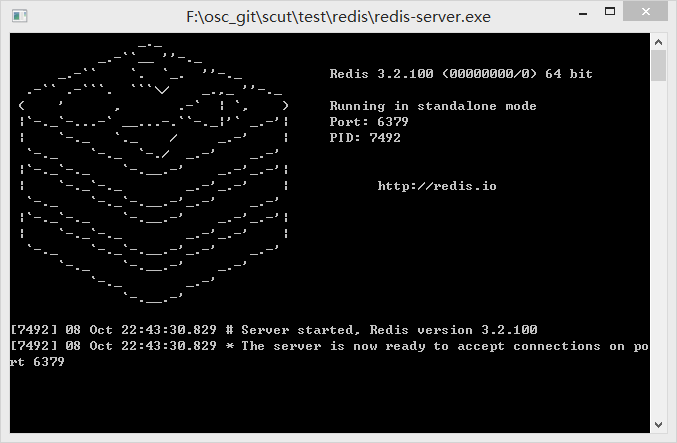 F:\osc_git\scut\test\redis\redis-server.exe
Redis 3.2.100 (00000000/0) 64 bit
Running in standalone mode
Port: 6379
PID: 7492
http://redis.io
[7492] 08 Oct 22:43:30.829 # Server started, Redis version 3.2.100
[7492] 08 Oct 22:43:30.829 * The server is now ready to accept connections on po
rt 6379